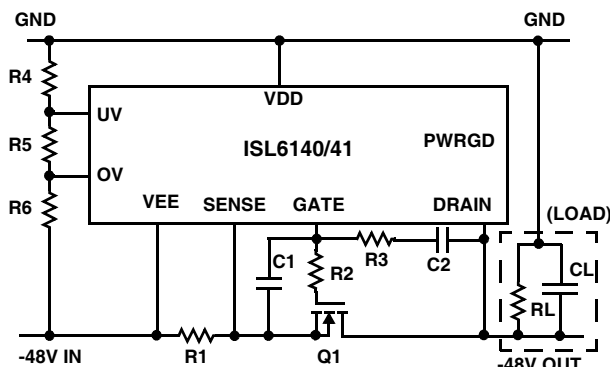 GND
GND
R4
VDD
UV
R5
ISL6140/41
PWRGD
OV
R6
VEE
SENSE
GATE
DRAIN
(LOAD)
C1
R2
R3
C2
CL
RL
-48V IN
R1
Q1
-48V OUT